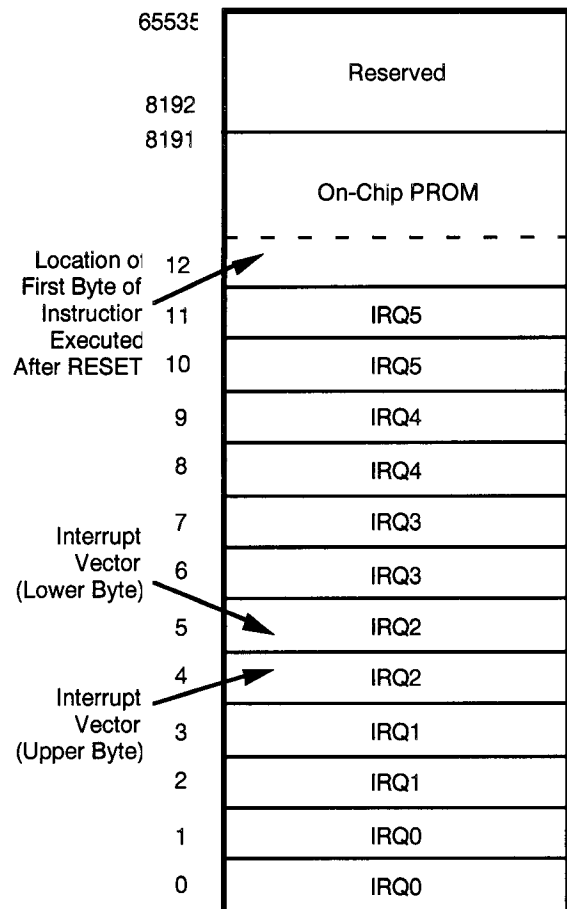 65535
Reserved
8192
8191
On-Chip PROM
Location of
First Byte of
Instruction
Executed
After RESET
12
11 IRQ5
10 IRQ5
9 IRQ4
8 IRQ4
7 IRQ3
6 IRQ3
Interrupt
Vector
(Lower Byte)
5 IRQ2
4 IRQ2
Interrupt
Vector
(Upper Byte)
3 IRQ1
2 IRQ1
1 IRQ0
0 IRQ0